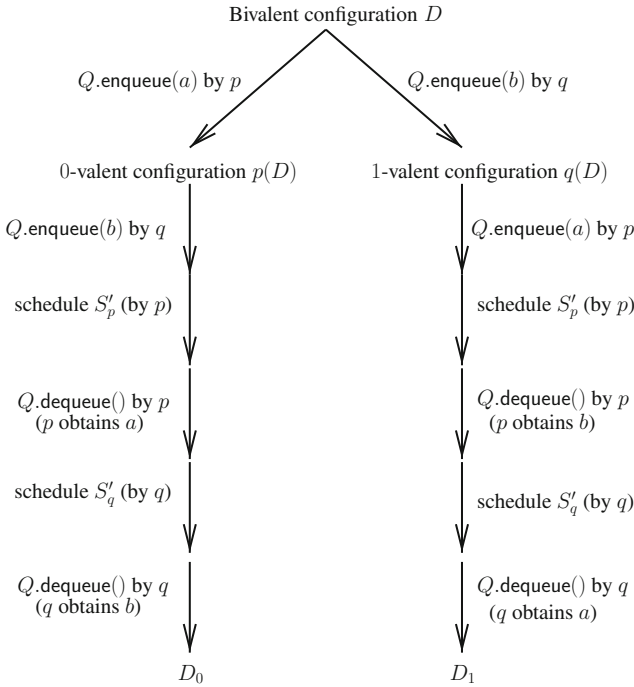 Bivalent configuration D
Q.enqueue(a) by p
Q.enqueue(b) by q
0-valent configuration p(D)
1-valent configuration q(D)
Q.enqueue(b) by q
Q.enqueue(a) by p
schedule S′p (by p)
schedule S′p (by p)
Q.dequeue() by p
(p obtains a)
Q.dequeue() by p
(p obtains b)
schedule S′q (by q)
schedule S′q (by q)
Q.dequeue() by q
(q obtains b)
Q.dequeue() by q
(q obtains a)
D0
D1